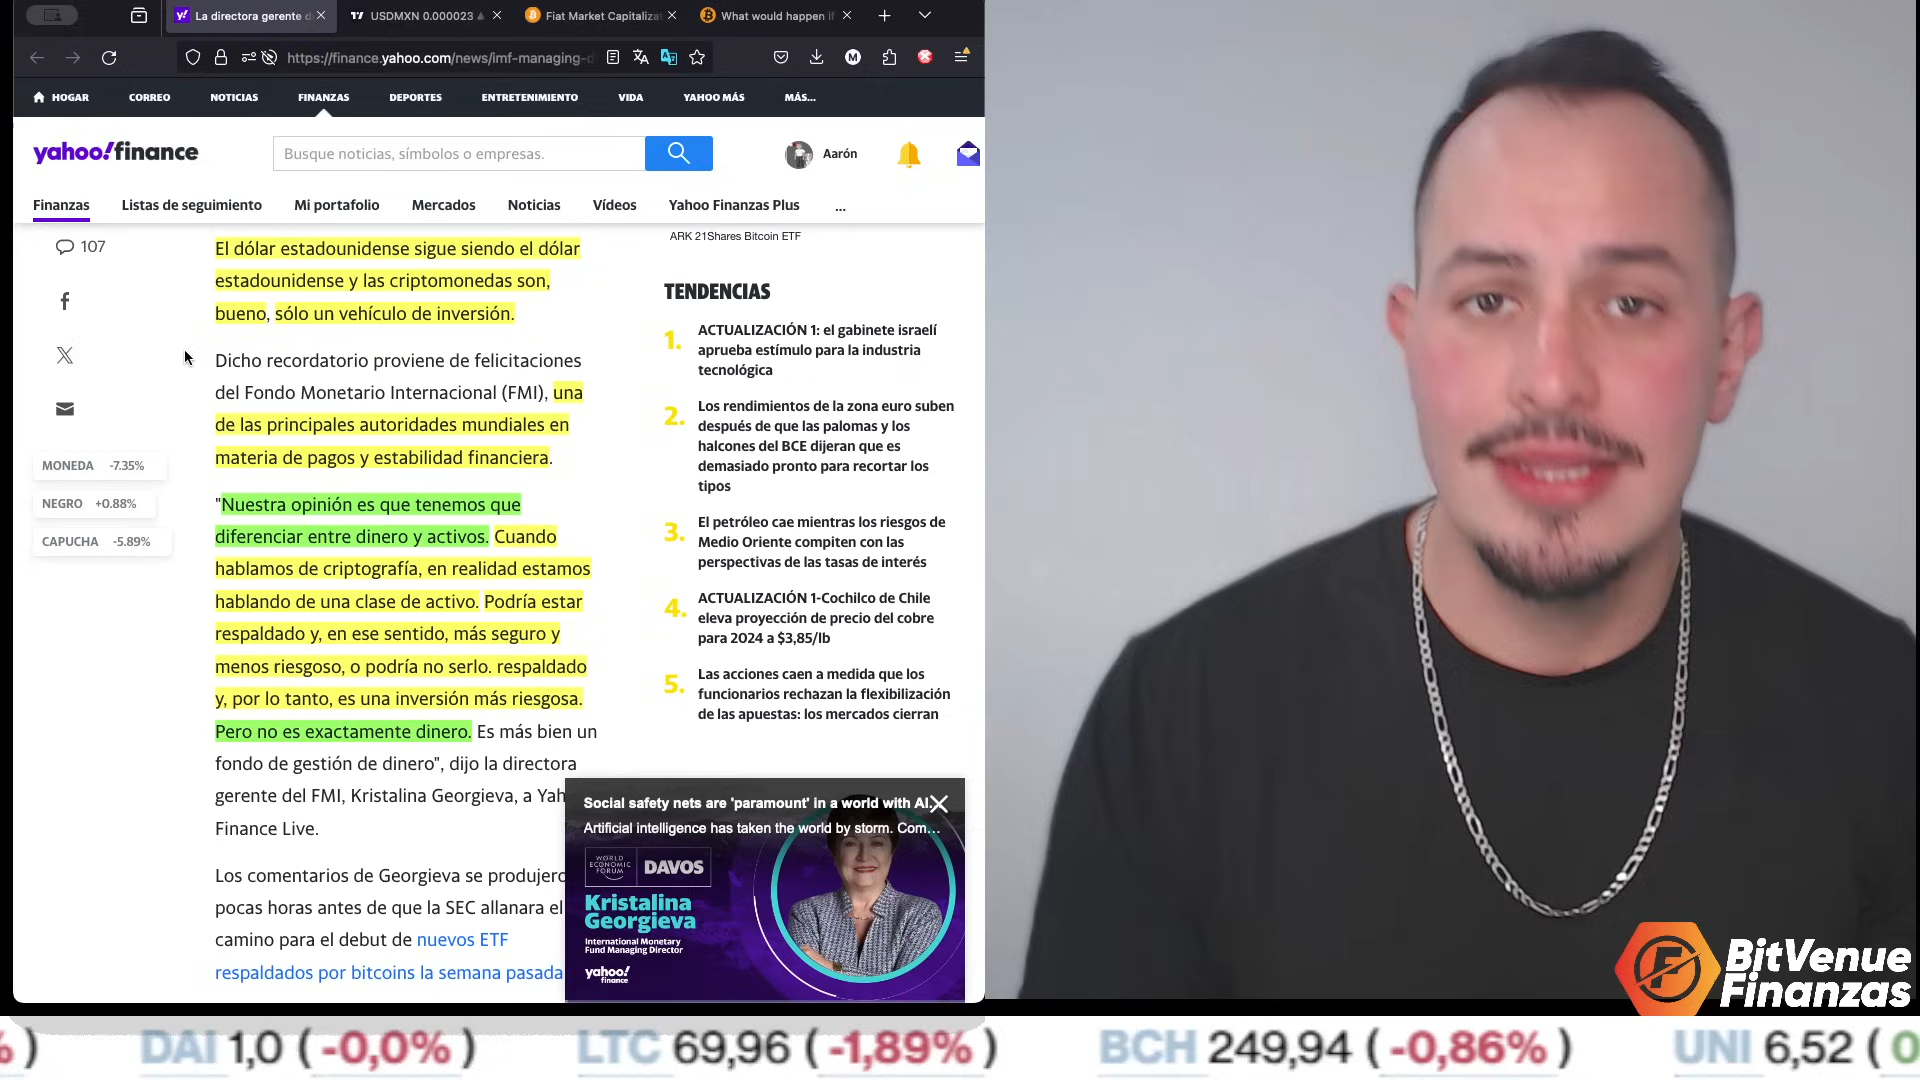 La directora gerente d
USDMXN 0.000023
Fiat Market Capitaliza
What would happen if
https://finance.yahoo.com/news/imf-managing-d
HOGAR
CORREO
NOTICIAS
FINANZAS
DEPORTES
ENTRETENIMIENTO
VIDA
YAHOO MÁS
MÁS...
yahoo!finance
Busque noticias, símbolos o empresas.
Aarón
Finanzas
Listas de seguimiento
Mi portafolio
Mercados
Noticias
Vídeos
Yahoo Finanzas Plus
...
107
MONEDA -7.35%
NEGRO +0.88%
CAPUCHA -5.89%
El dólar estadounidense sigue siendo el dólar
estadounidense y las criptomonedas son,
bueno, sólo un vehículo de inversión.
Dicho recordatorio proviene de felicitaciones
del Fondo Monetario Internacional (FMI), una
de las principales autoridades mundiales en
materia de pagos y estabilidad financiera.
"Nuestra opinión es que tenemos que
diferenciar entre dinero y activos. Cuando
hablamos de criptografía, en realidad estamos
hablando de una clase de activo. Podría estar
respaldado y, en ese sentido, más seguro y
menos riesgoso, o podría no serlo. respaldado
y, por lo tanto, es una inversión más riesgosa.
Pero no es exactamente dinero. Es más bien un
fondo de gestión de dinero", dijo la directora
gerente del FMI, Kristalina Georgieva, a Yah
Finance Live.
Los comentarios de Georgieva se produjero
pocas horas antes de que la SEC allanara el
camino para el debut de nuevos ETF
respaldados por bitcoins la semana pasada
ARK 21Shares Bitcoin ETF
TENDENCIAS
1. ACTUALIZACIÓN 1: el gabinete israelí
aprueba estímulo para la industria
tecnológica
2. Los rendimientos de la zona euro suben
después de que las palomas y los
halcones del BCE dijeran que es
demasiado pronto para recortar los
tipos
3. El petróleo cae mientras los riesgos de
Medio Oriente compiten con las
perspectivas de las tasas de interés
4. ACTUALIZACIÓN 1-Cochilco de Chile
eleva proyección de precio del cobre
para 2024 a $3,85/lb
5. Las acciones caen a medida que los
funcionarios rechazan la flexibilización
de las apuestas: los mercados cierran
Social safety nets are 'paramount' in a world with AI,
Artificial intelligence has taken the world by storm. Com...
WORLD
ECONOMIC
FORUM
DAVOS
Kristalina
Georgieva
International Monetary
Fund Managing Director
yahoo!
finance
BitVenue
Finanzas
%) DAI 1,0 (-0,0%) LTC 69,96 (-1,89%) BCH 249,94 (-0,86%) UNI 6,52 (0